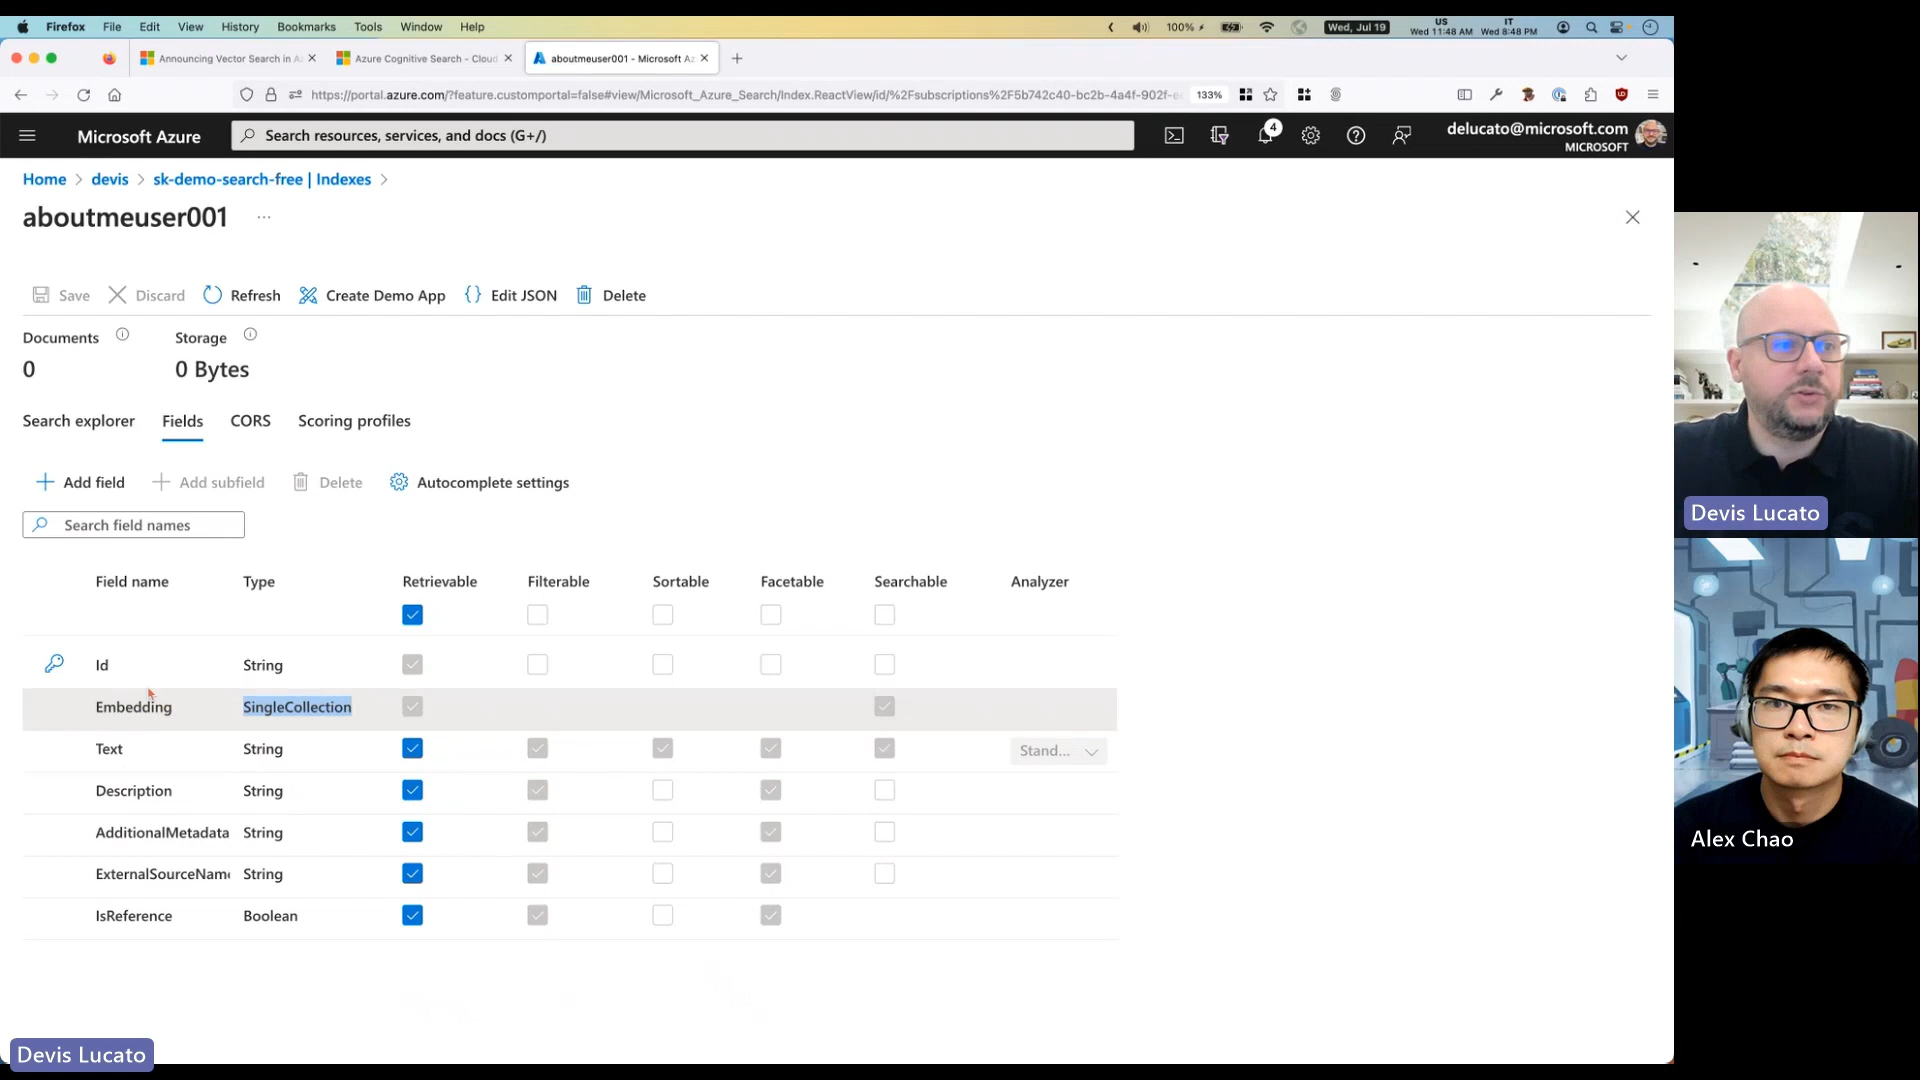 Firefox File Edit View History Bookmarks Tools Window Help 100% Wed, Jul 19 US Wed 11:48 AM IT Wed 8:48 PM
Announcing Vector Search in Az Azure Cognitive Search - Cloud aboutmeuser001 - Microsoft Az
https://portal.azure.com/?feature.customportal=false#view/Microsoft_Azure_Search/Index.ReactView/id/%2Fsubscriptions%2F5b742c40-bc2b-4a4f-902f-e 133%
Microsoft Azure Search resources, services, and docs (G+/) 4 delucato@microsoft.com
MICROSOFT
Home > devis > sk-demo-search-free | Indexes >
aboutmeuser001 ...
Save Discard Refresh Create Demo App Edit JSON Delete
Documents Storage
0 0 Bytes
Search explorer Fields CORS Scoring profiles
Add field Add subfield Delete Autocomplete settings
Search field names
Field name Type Retrievable Filterable Sortable Facetable Searchable Analyzer
Id String
Embedding SingleCollection
Text String Stand...
Description String
AdditionalMetadata String
ExternalSourceName String
IsReference Boolean
Devis Lucato
Devis Lucato
Alex Chao